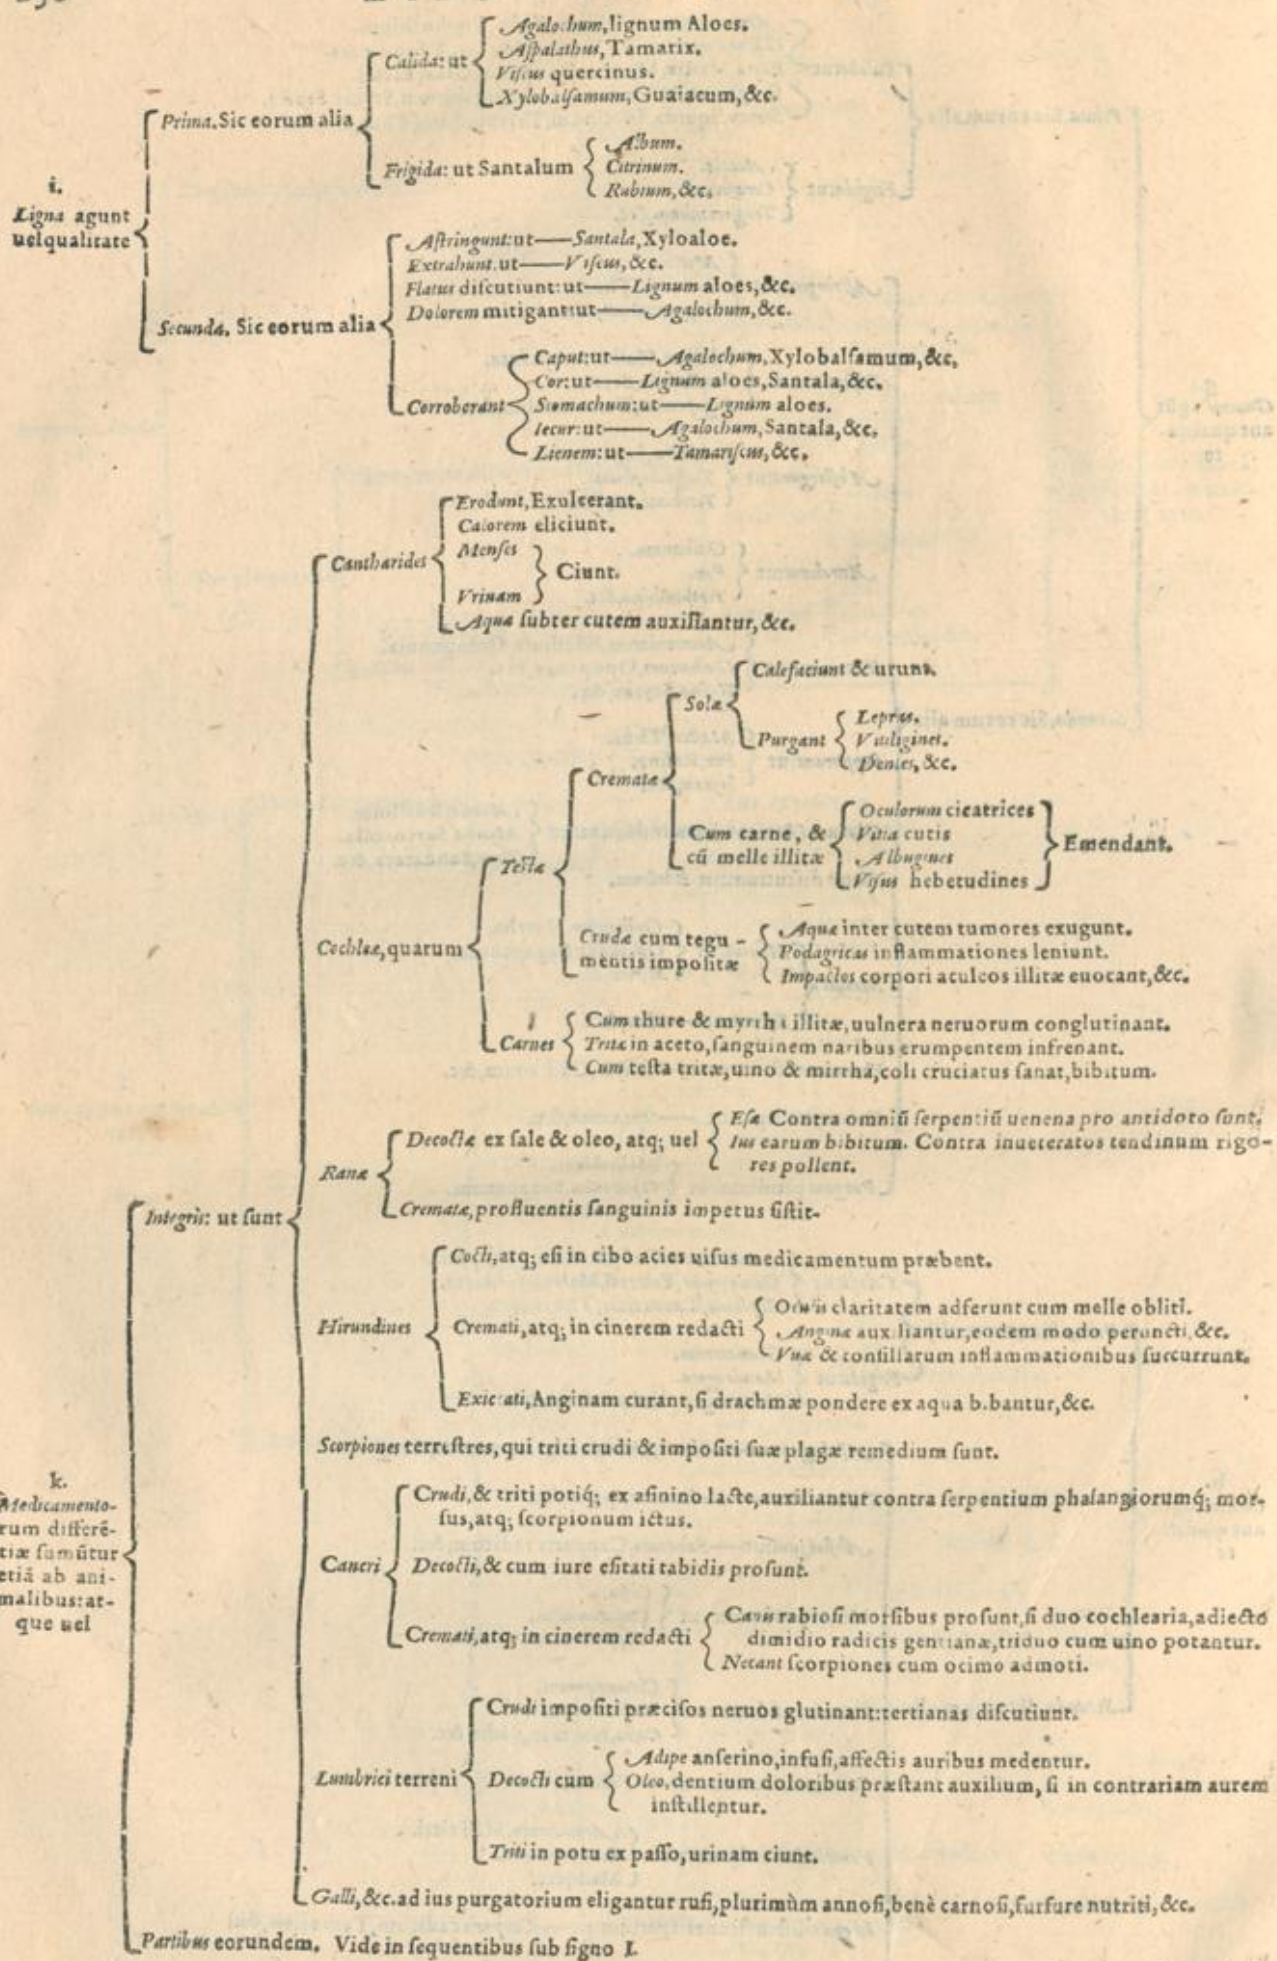 i.
Ligna agunt
uel qualitate
Prima. Sic eorum alia
Calida: ut
Agalochum, lignum Aloes.
Aſpalathus, Tamarix.
Viſcus quercinus.
Xylobalſamum, Guaiacum, &c.
Frigida: ut Santalum
Album.
Citrinum.
Rubrum, &c.
Secunda. Sic eorum alia
Aſtringunt: ut—Santala, Xyloaloe.
Extrahunt. ut—Viſcus, &c.
Flatus diſcutiunt: ut—Lignum aloes, &c.
Dolorem mitigant: ut—Agalochum, &c.
Corroborant
Caput: ut—Agalochum, Xylobalſamum, &c.
Cor: ut—Lignum aloes, Santala, &c.
Stomachum: ut—Lignum aloes.
Iecur: ut—Agalochum, Santala, &c.
Lienem: ut—Tamariſcus, &c.
k.
Medicamento-
rum differē-
tiæ ſumūtur
etiā ab ani-
malibus: at-
que uel
Integris: ut ſunt
Cantharides
Erodunt, Exulcerant.
Calorem eliciunt.
Menſes
Vrinam
Ciunt.
Aquæ ſubter cutem auxiliantur, &c.
Cochleæ, quarum
Teſtæ
Crematæ
Solæ
Calefaciunt & urunt.
Purgant
Lepras.
Vitiligines.
Dentes, &c.
Cum carne, &
cū melle illitæ
Oculorum cicatrices
Vitia cutis
Albugines
Viſus hebetudines
Emendant.
Crudæ cum tegu-
mentis impoſitæ
Aquæ inter cutem tumores exugunt.
Podagricas inflammationes leniunt.
Impactos corpori aculeos illitæ euocant, &c.
Carnes
Cum thure & myrrha illitæ, uulnera neruorum conglutinant.
Tritæ in aceto, ſanguinem naribus erumpentem infrenant.
Cum teſta tritæ, uino & mirrha, coli cruciatus ſanat, bibitum.
Ranæ
Decoctæ ex ſale & oleo, atq; uel
Eſæ Contra omniū ſerpentiū uenena pro antidoto ſunt.
Ius earum bibitum. Contra inueteratos tendinum rigo-
res pollent.
Crematæ, profluentis ſanguinis impetus ſiſtit.
Hirundines
Cocti, atq; eſi in cibo acies uiſus medicamentum præbent.
Cremati, atq; in cinerem redacti
Oculis claritatem adferunt cum melle obliti.
Anginæ auxiliantur, eodem modo peruncti, &c.
Vuæ & tonſillarum inflammationibus ſuccurrunt.
Exiccati, Anginam curant, ſi drachmæ pondere ex aqua bibantur, &c.
Scorpiones terreſtres, qui triti crudi & impoſiti ſuæ plagæ remedium ſunt.
Cancri
Crudi, & triti potiq́; ex aſinino lacte, auxiliantur contra ſerpentium phalangiorumq́; mor-
ſus, atq; ſcorpionum ictus.
Decocti, & cum iure eſitati tabidis proſunt.
Cremati, atq; in cinerem redacti
Canis rabioſi morſibus proſunt, ſi duo cochlearia, adiecto
dimidio radicis gentianæ, triduo cum uino potantur.
Necant ſcorpiones cum ocimo admoti.
Lumbrici terreni
Crudi impoſiti præciſos neruos glutinant: tertianas diſcutiunt.
Decocti cum
Adipe anſerino, infuſi, affectis auribus medentur.
Oleo, dentium doloribus præſtant auxilium, ſi in contrariam aurem
inſtillentur.
Triti in potu ex paſſo, urinam ciunt.
Galli, &c. ad ius purgatorium eligantur rufi, plurimùm annoſi, benè carnoſi, furfure nutriti, &c.
Partibus eorundem. Vide in ſequentibus ſub ſigno I.